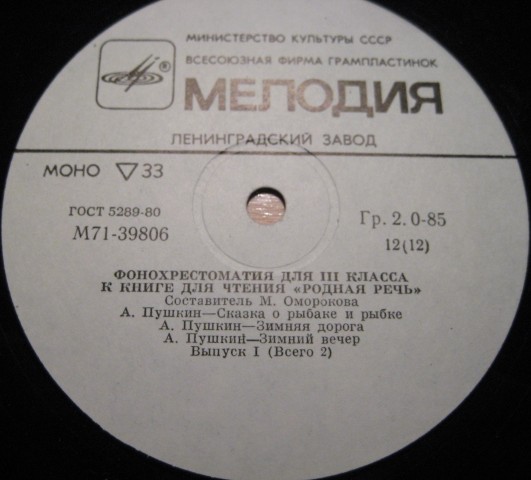 МИНИСТЕРСТВО КУЛЬТУРЫ СССР
ВСЕСОЮЗНАЯ ФИРМА ГРАМПЛАСТИНОК
®
МЕЛОДИЯ
ЛЕНИНГРАДСКИЙ ЗАВОД
МОНО ▽ 33
ГОСТ 5289-80
М71-39806
Гр. 2. 0-85
12(12)
ФОНОХРЕСТОМАТИЯ ДЛЯ III КЛАССА
К КНИГЕ ДЛЯ ЧТЕНИЯ «РОДНАЯ РЕЧЬ»
Составитель М. Оморокова
А. Пушкин—Сказка о рыбаке и рыбке
А. Пушкин—Зимняя дорога
А. Пушкин—Зимний вечер
Выпуск I (Всего 2)